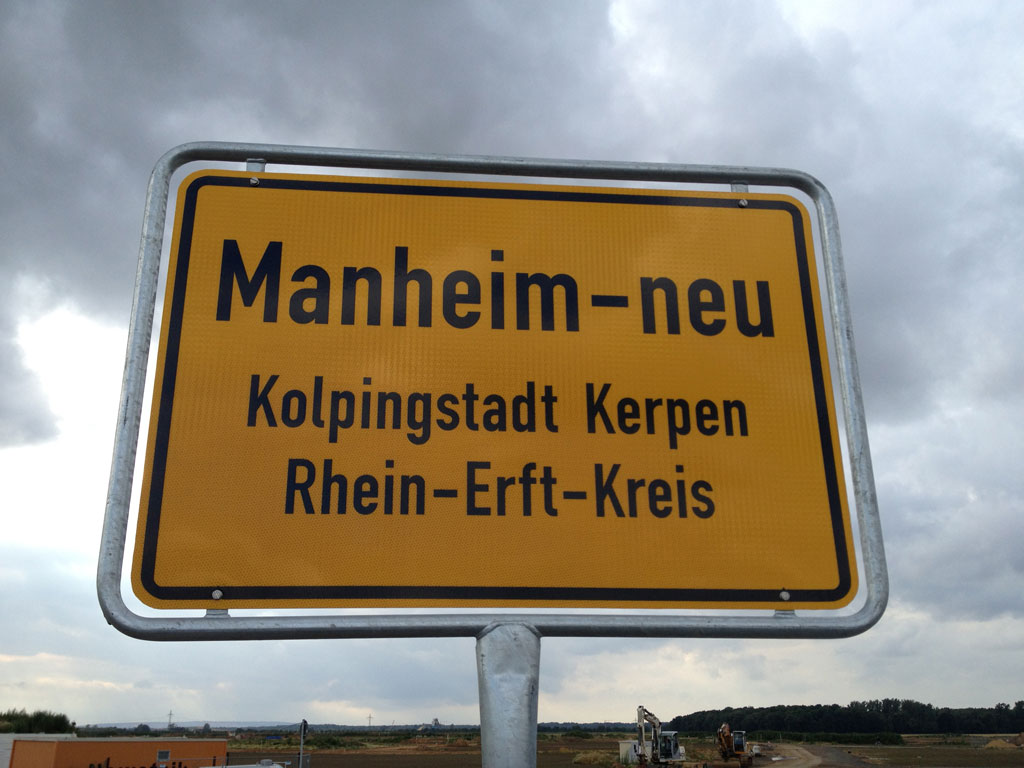 Manheim-neu
Kolpingstadt Kerpen
Rhein-Erft-Kreis